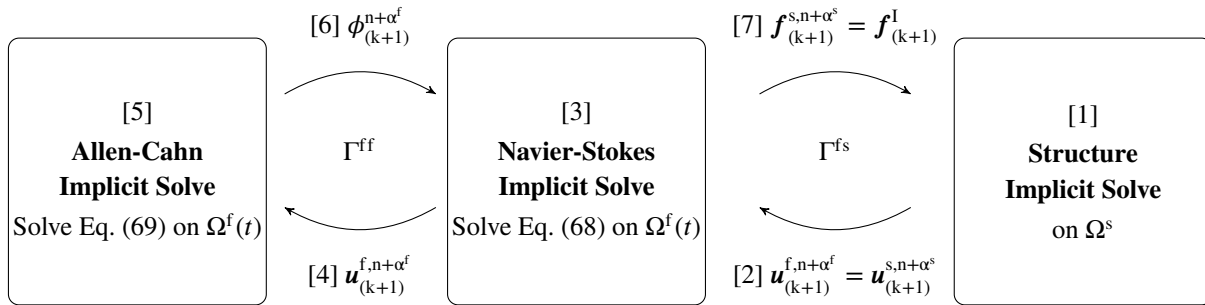 [6] ϕ^{n+α^f}_{(k+1)}
[7] f^{s,n+α^s}_{(k+1)} = f^I_{(k+1)}
[5]
Allen-Cahn
Implicit Solve
Solve Eq. (69) on Ω^f(t)
Γ^{ff}
[3]
Navier-Stokes
Implicit Solve
Solve Eq. (68) on Ω^f(t)
Γ^{fs}
[1]
Structure
Implicit Solve
on Ω^s
[4] u^{f,n+α^f}_{(k+1)}
[2] u^{f,n+α^f}_{(k+1)} = u^{s,n+α^s}_{(k+1)}